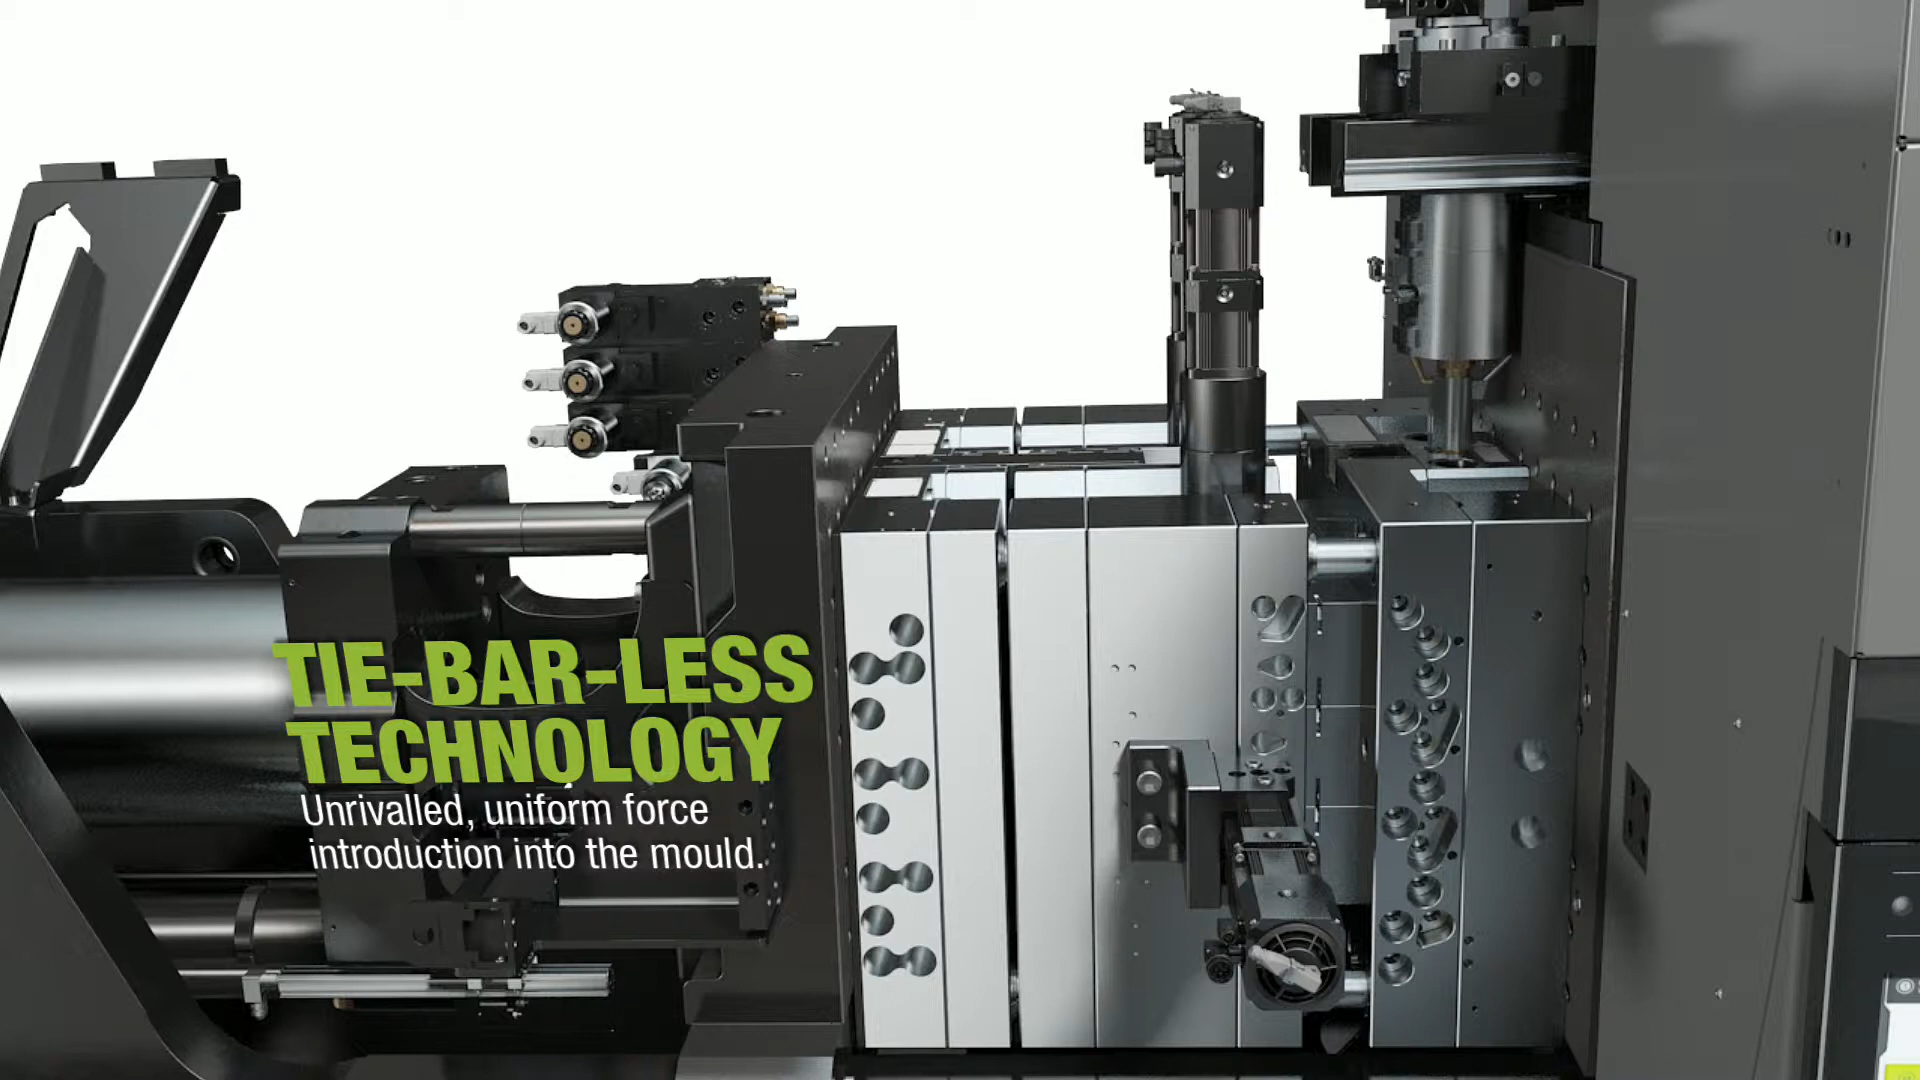 TIE-BAR-LESS
TECHNOLOGY
Unrivalled, uniform force
introduction into the mould.